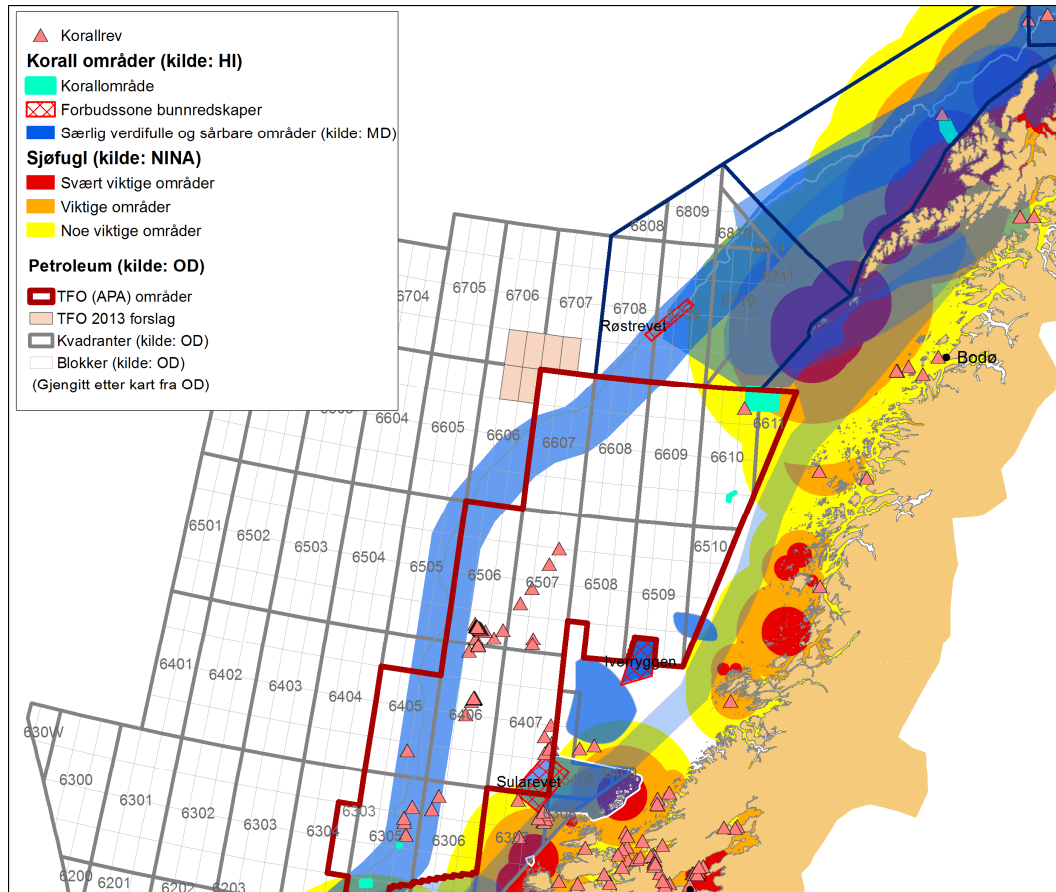 Korallrev
Korall områder (kilde: HI)
Korallområde
Forbudssone bunnredskaper
Særlig verdifulle og sårbare områder (kilde: MD)
Sjøfugl (kilde: NINA)
Svært viktige områder
Viktige områder
Noe viktige områder
Petroleum (kilde: OD)
TFO (APA) områder
TFO 2013 forslag
Kvadranter (kilde: OD)
Blokker (kilde: OD)
(Gjengitt etter kart fra OD)
6808
6809
6810
6811
6704
6705
6706
6707
6708
6710
6711
Røstrevet
Bodø
6604
6605
6606
6607
6608
6609
6610
6611
6501
6502
6503
6504
6505
6506
6507
6508
6509
6510
Iverryggen
6401
6402
6403
6404
6405
6406
6407
Sularevet
630W
6300
6301
6302
6303
6304
6303
6305
6306
6307
6308
6200
6201
6202
6203